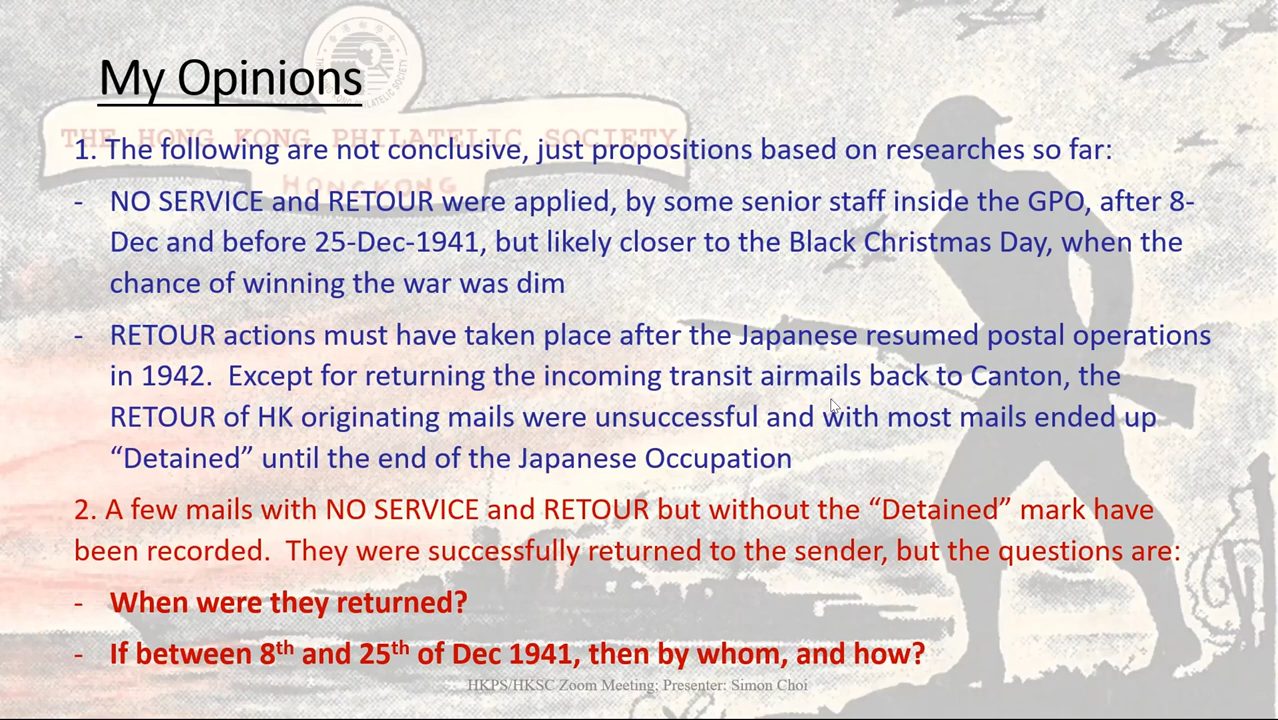 My Opinions
THE HONG KONG PHILATELIC SOCIETY
HONGKONG
1. The following are not conclusive, just propositions based on researches so far:
- NO SERVICE and RETOUR were applied, by some senior staff inside the GPO, after 8-
Dec and before 25-Dec-1941, but likely closer to the Black Christmas Day, when the
chance of winning the war was dim
- RETOUR actions must have taken place after the Japanese resumed postal operations
in 1942.  Except for returning the incoming transit airmails back to Canton, the
RETOUR of HK originating mails were unsuccessful and with most mails ended up
“Detained” until the end of the Japanese Occupation
2. A few mails with NO SERVICE and RETOUR but without the “Detained” mark have
been recorded.  They were successfully returned to the sender, but the questions are:
- When were they returned?
- If between 8th and 25th of Dec 1941, then by whom, and how?
HKPS/HKSC Zoom Meeting; Presenter: Simon Choi